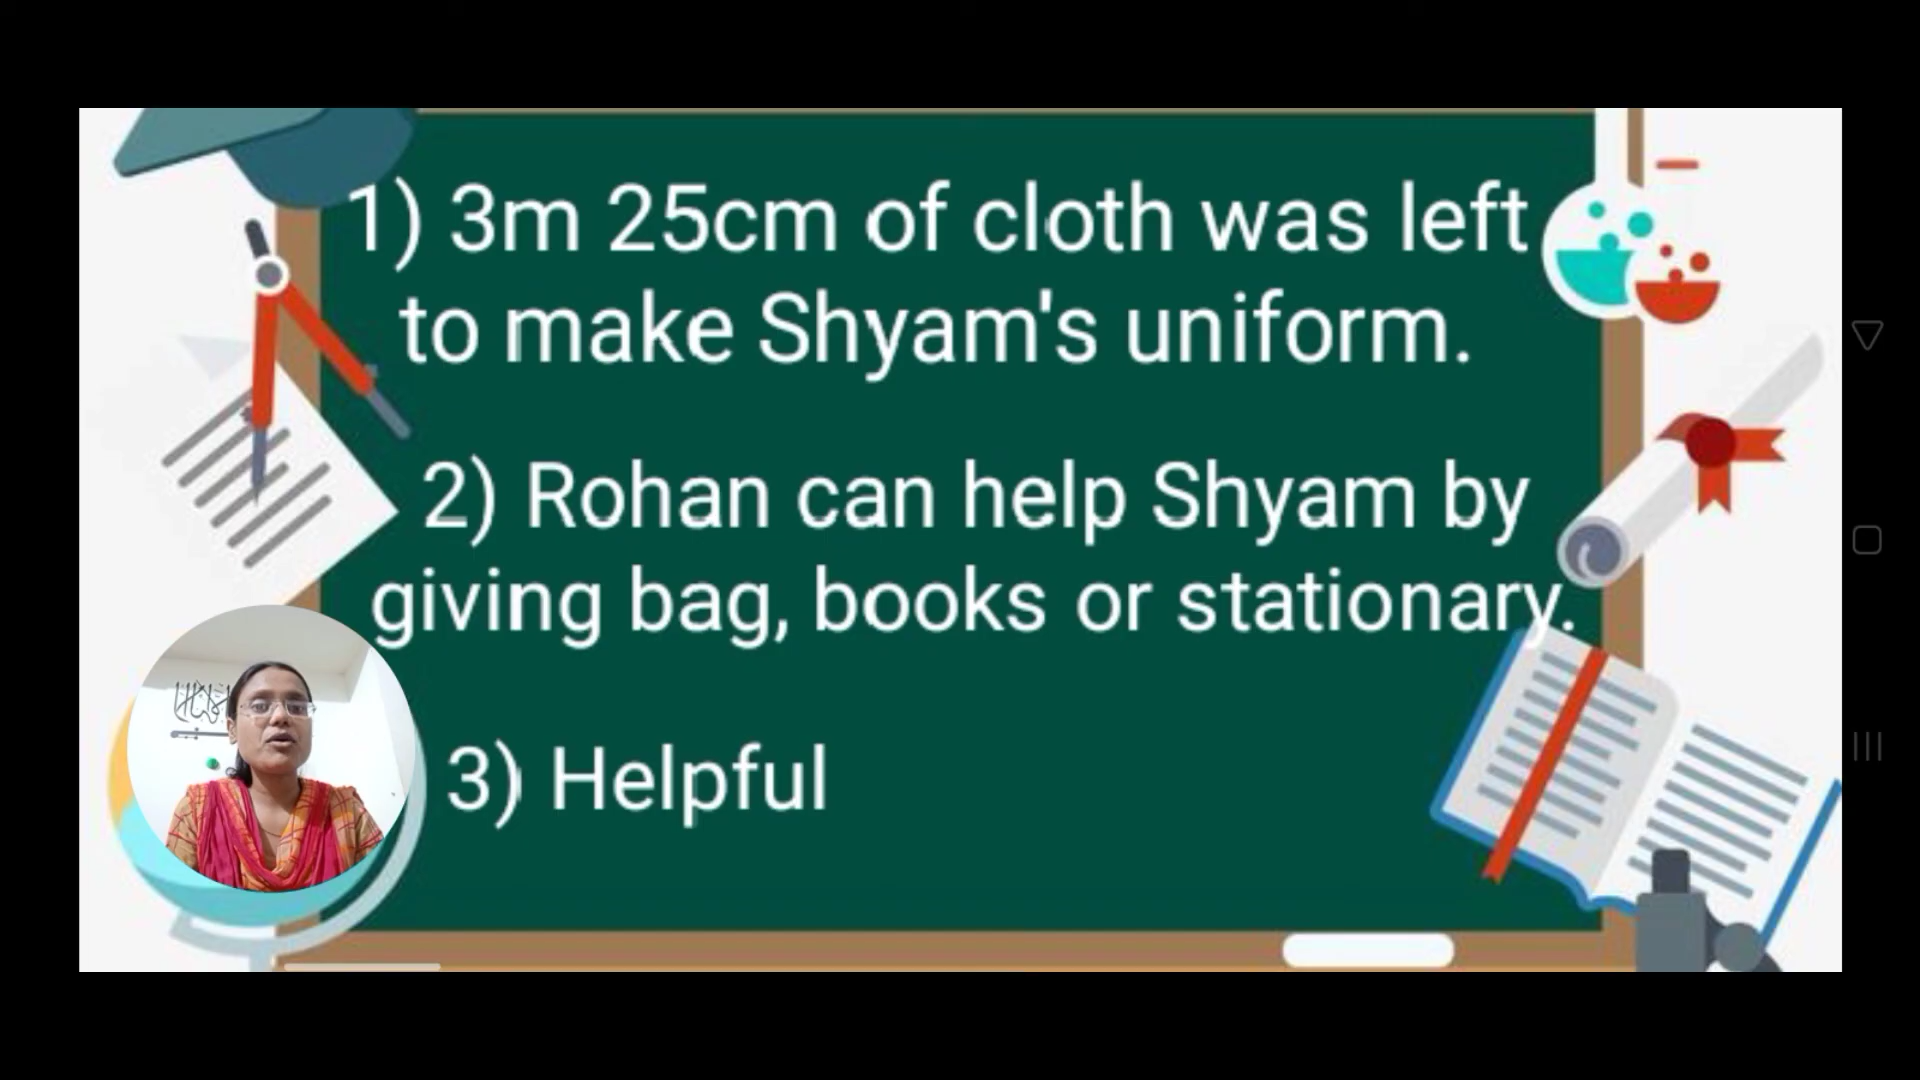 1) 3m 25cm of cloth was left
to make Shyam's uniform.
2) Rohan can help Shyam by
giving bag, books or stationary.
3) Helpful